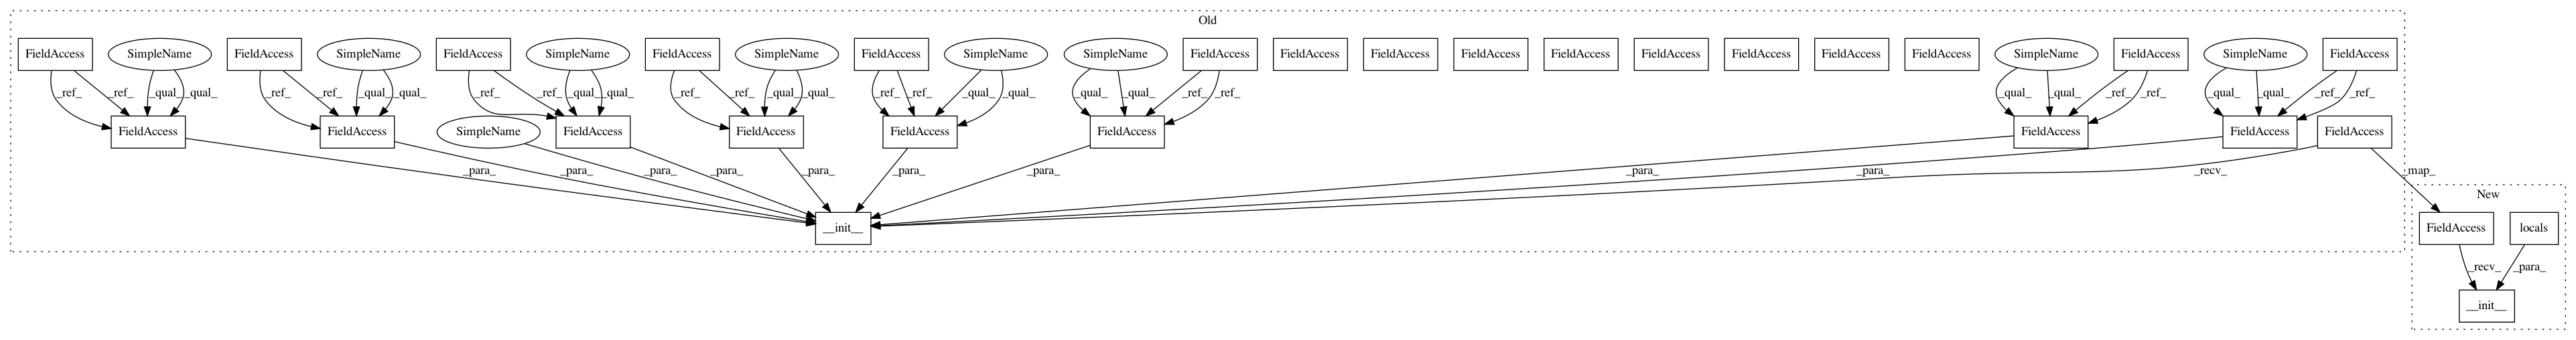 Old
FieldAccess SimpleName FieldAccess SimpleName FieldAccess SimpleName FieldAccess SimpleName FieldAccess SimpleName SimpleName FieldAccess FieldAccess FieldAccess FieldAccess FieldAccess FieldAccess FieldAccess FieldAccess FieldAccess SimpleName FieldAccess SimpleName FieldAccess
_ref_ _ref_ _qual_ _qual_ _ref_ _ref_ _qual_ _qual_ _ref_ _ref_ _qual_ _qual_ _ref_ _ref_ _qual_ _qual_ _ref_ _ref_ _qual_ _qual_ _qual_ _qual_ _ref_ _ref_ _qual_ _qual_ _ref_ _ref_ _qual_ _qual_ _ref_ _ref_
FieldAccess FieldAccess SimpleName FieldAccess FieldAccess FieldAccess FieldAccess FieldAccess FieldAccess FieldAccess
_para_ _para_ _para_ _para_ _para_ _para_ _para_ _para_ _para_ _recv_ _map_
New
__init__ FieldAccess locals
_recv_ _para_
__init__